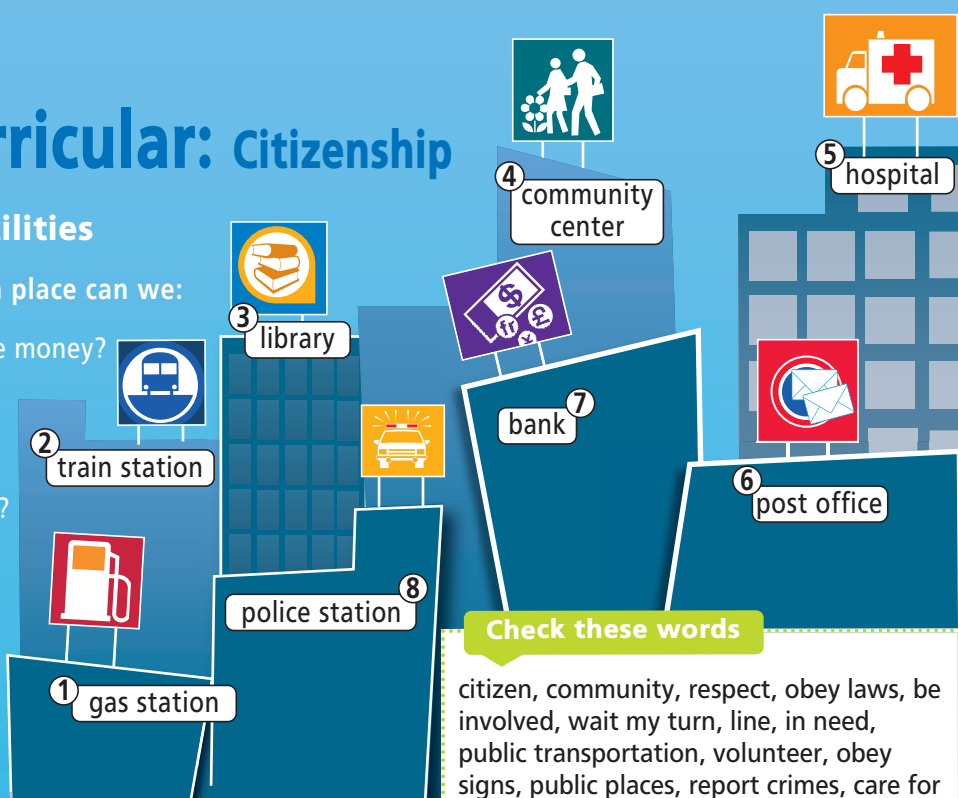 Citizenship
place can we:
money?
3
library
2
train station
1
gas station
8
police station
4
community
center
5
hospital
$
fr
£
7
bank
6
post office
Check these words
citizen, community, respect, obey laws, be
involved, wait my turn, line, in need,
public transportation, volunteer, obey
signs, public places, report crimes, care for